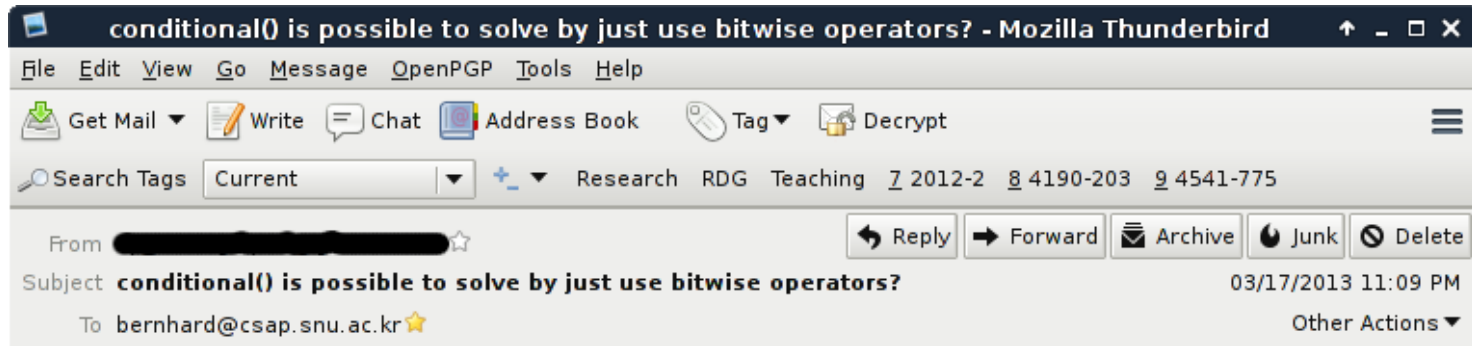 conditional() is possible to solve by just use bitwise operators? - Mozilla Thunderbird
File Edit View Go Message OpenPGP Tools Help
Get Mail Write Chat Address Book Tag Decrypt
Search Tags Current Research RDG Teaching 7 2012-2 8 4190-203 9 4541-775
From Reply Forward Archive Junk Delete
Subject conditional() is possible to solve by just use bitwise operators? 03/17/2013 11:09 PM
To bernhard@csap.snu.ac.kr Other Actions